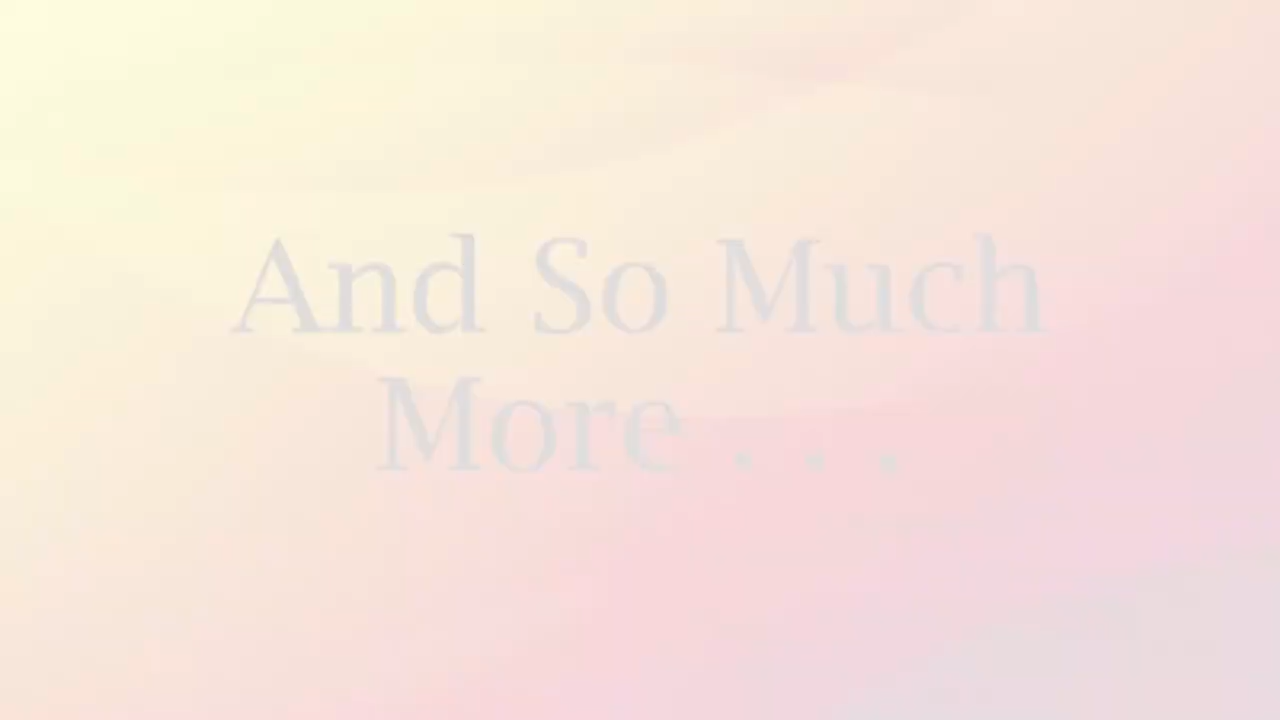 And So Much
More . . .